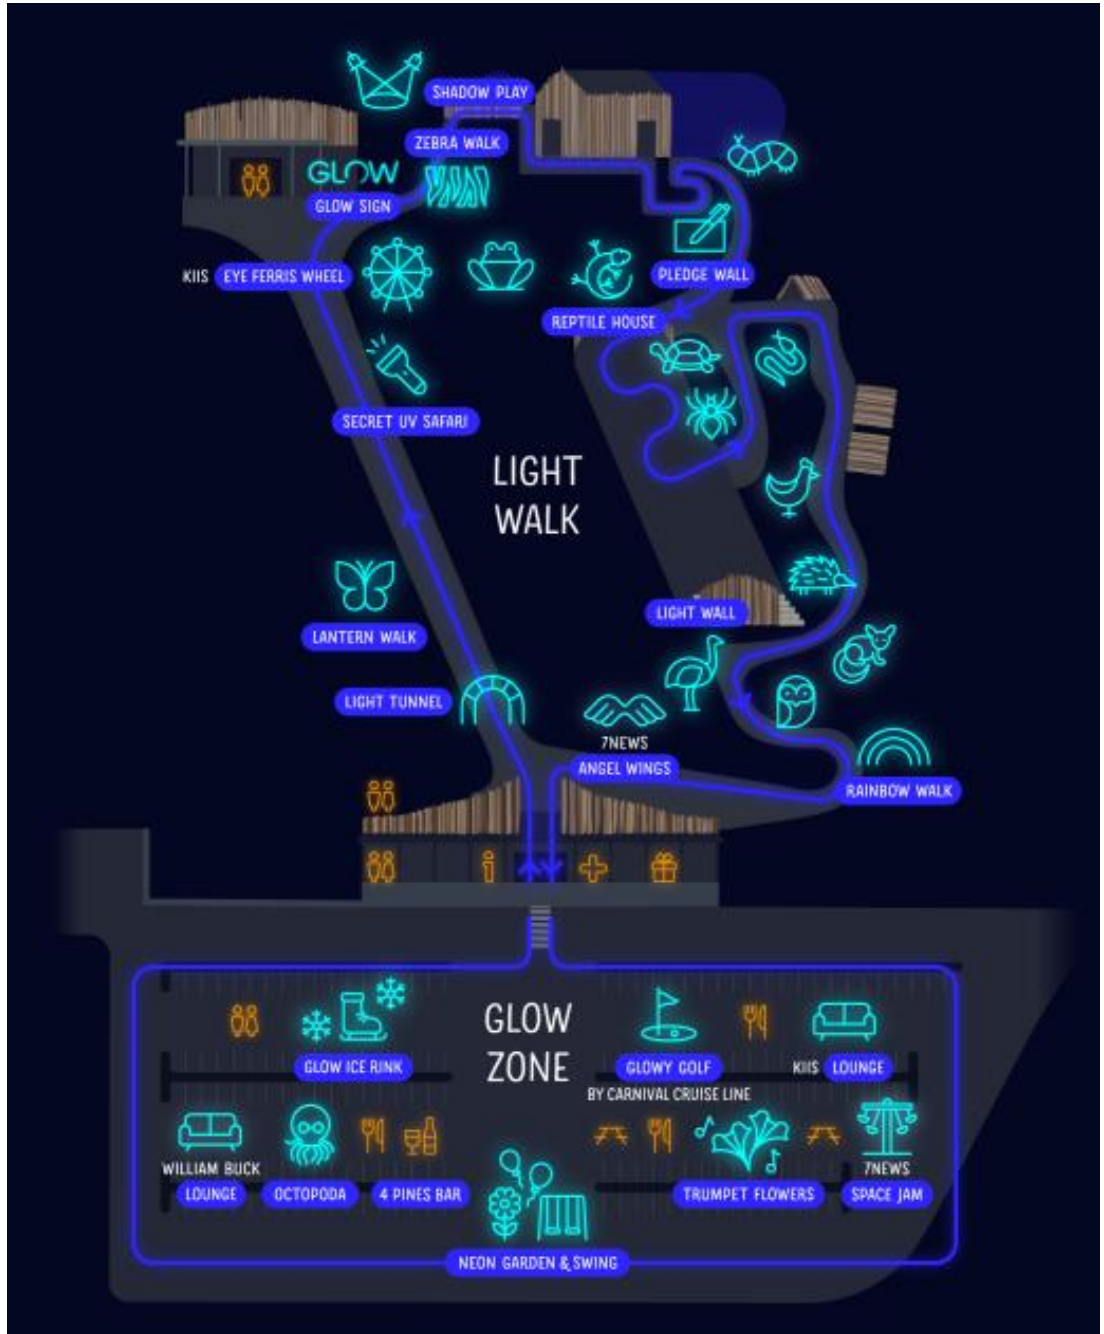 SHADOW PLAY
ZEBRA WALK
GLOW
GLOW SIGN
KIIS EYE FERRIS WHEEL
PLEDGE WALL
REPTILE HOUSE
SECRET UV SAFARI
LIGHT
WALK
LIGHT WALL
LANTERN WALK
LIGHT TUNNEL
7NEWS
ANGEL WINGS
RAINBOW WALK
GLOW
ZONE
GLOW ICE RINK
GLOWY GOLF
BY CARNIVAL CRUISE LINE
KIIS LOUNGE
WILLIAM BUCK
LOUNGE
OCTOPODA
4 PINES BAR
TRUMPET FLOWERS
7NEWS
SPACE JAM
NEON GARDEN & SWING